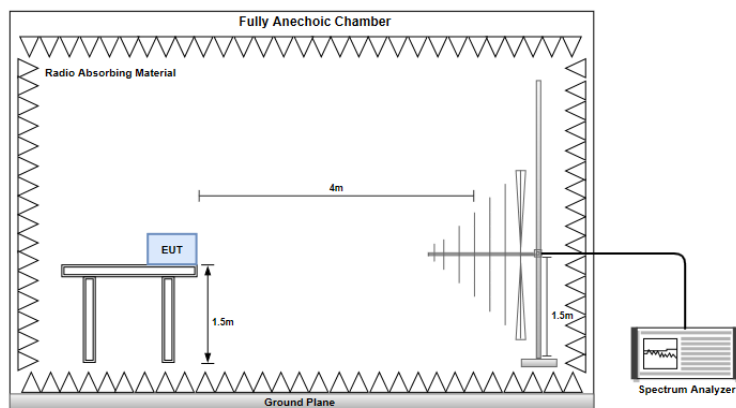 Fully Anechoic Chamber
Radio Absorbing Material
4m
EUT
1.5m
1.5m
Spectrum Analyzer
Ground Plane